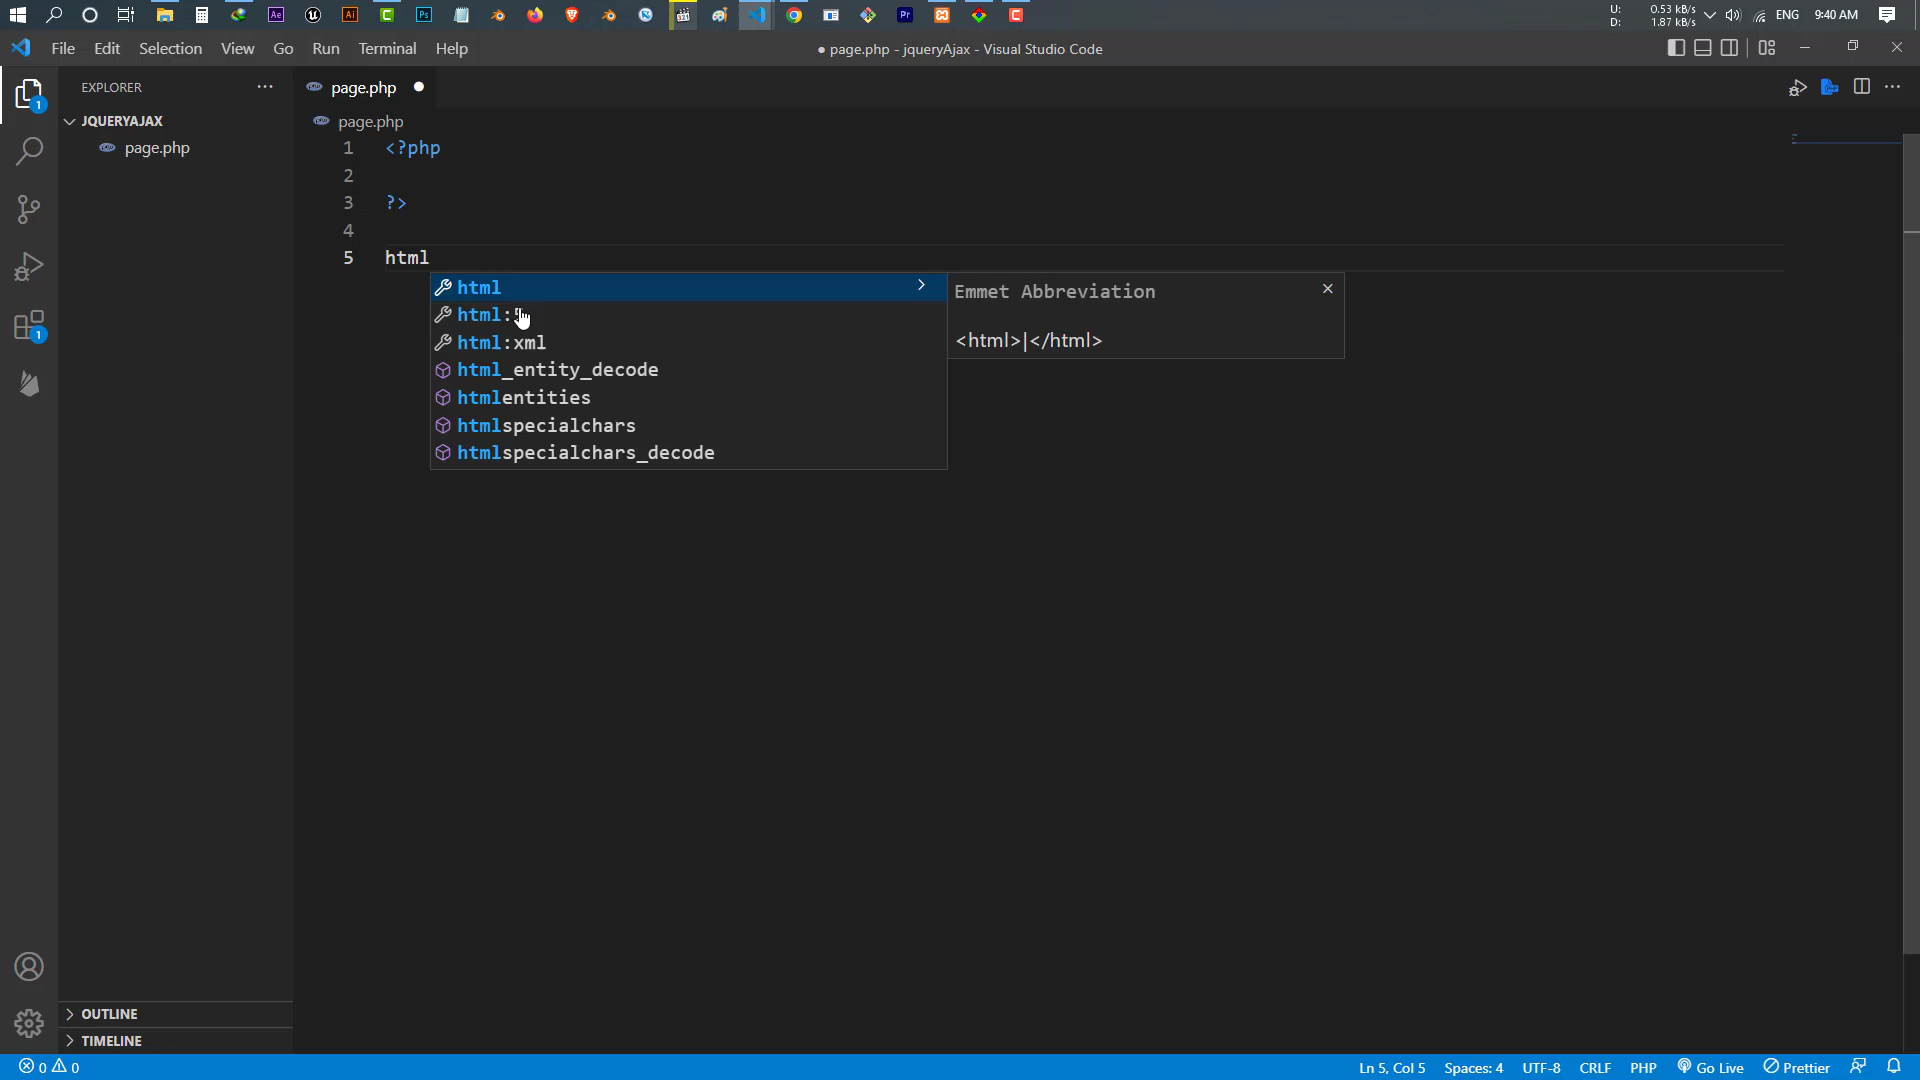 U: 0.53 kB/s
D: 1.87 kB/s
ENG 9:40 AM
File Edit Selection View Go Run Terminal Help
● page.php - jqueryAjax - Visual Studio Code
EXPLORER
page.php
JQUERYAJAX
page.php
page.php
1 <?php
2
3 ?>
4
5 html
html
html:
html:xml
html_entity_decode
htmlentities
htmlspecialchars
htmlspecialchars_decode
Emmet Abbreviation
<html>|</html>
1
1
OUTLINE
TIMELINE
0 0
Ln 5, Col 5 Spaces: 4 UTF-8 CRLF PHP Go Live Prettier